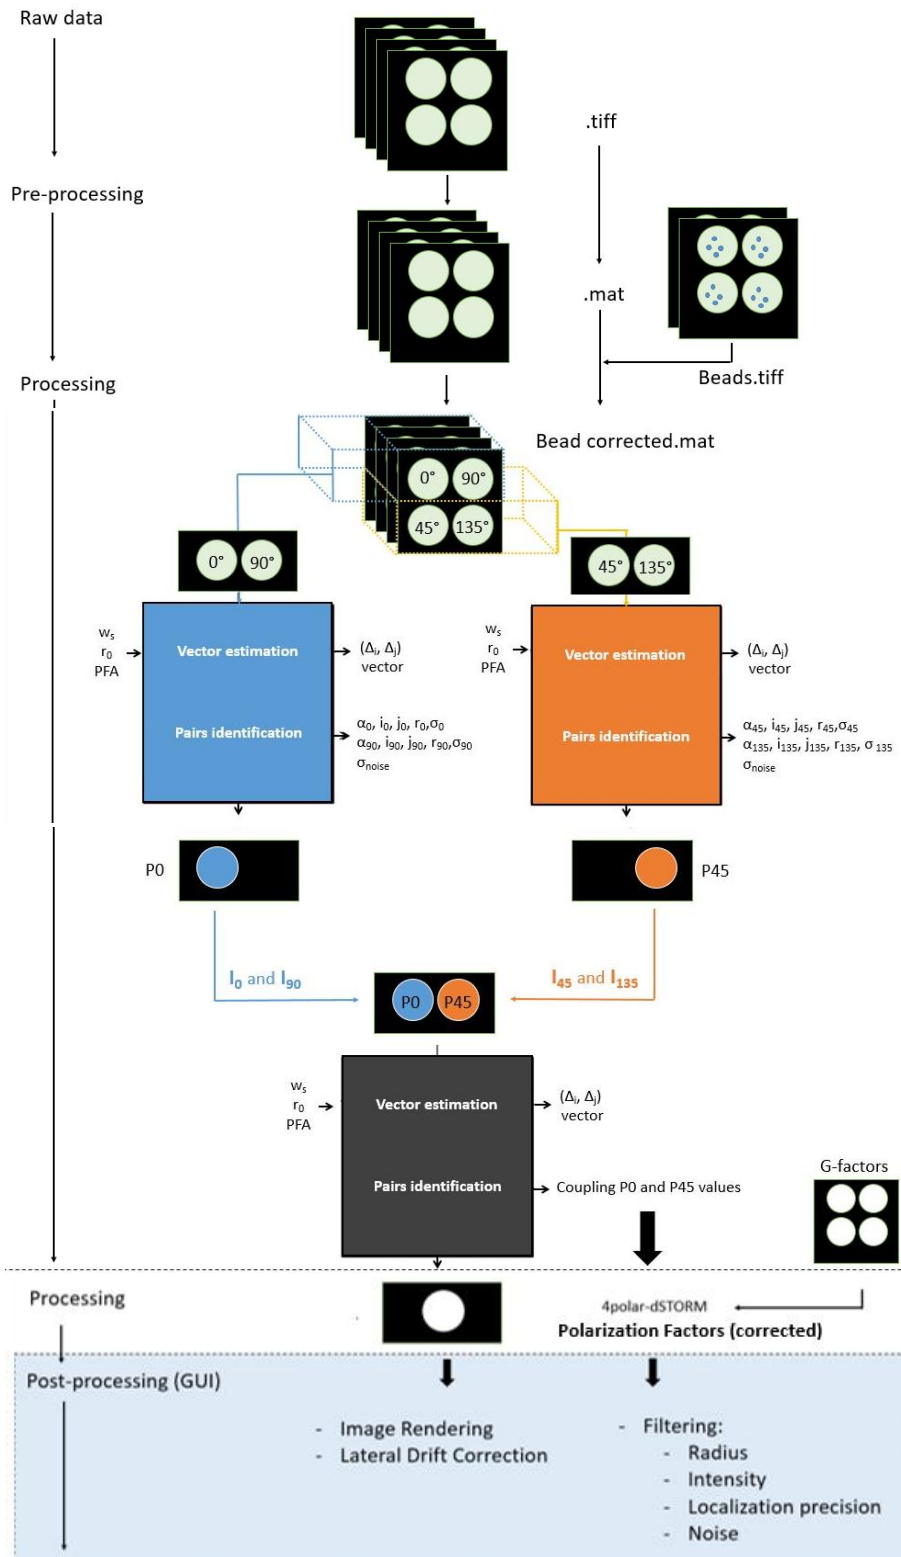 Raw data
.tiff
Pre-processing
.mat
Processing
Beads.tiff
Bead corrected.mat
0° 90°
45° 135°
0° 90°
45° 135°
wₛ
r₀
PFA
Vector estimation
(Δᵢ, Δⱼ)
vector
Pairs identification
α₀, i₀, j₀, r₀,σ₀
α₉₀, i₉₀, j₉₀, r₉₀,σ₉₀
σnoise
wₛ
r₀
PFA
Vector estimation
(Δᵢ, Δⱼ)
vector
Pairs identification
α₄₅, i₄₅, j₄₅, r₄₅,σ₄₅
α₁₃₅, i₁₃₅, j₁₃₅, r₁₃₅, σ ₁₃₅
σnoise
P0
P45
I₀ and I₉₀
I₄₅ and I₁₃₅
P0 P45
wₛ
r₀
PFA
Vector estimation
(Δᵢ, Δⱼ)
vector
Pairs identification
Coupling P0 and P45 values
G-factors
Processing
4polar-dSTORM
Polarization Factors (corrected)
Post-processing (GUI)
- Image Rendering
- Lateral Drift Correction
- Filtering:
- Radius
- Intensity
- Localization precision
- Noise